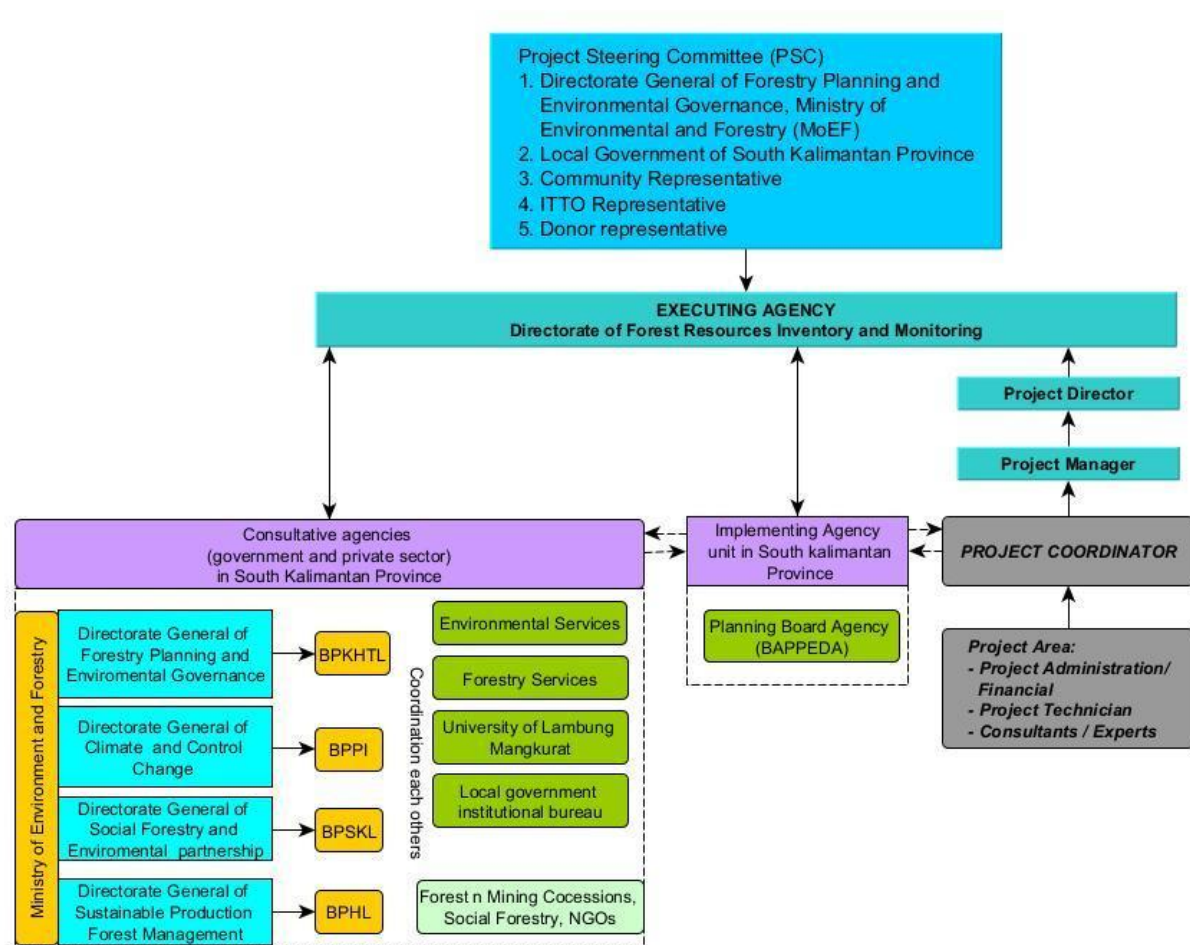 Project Steering Committee (PSC)
1. Directorate General of Forestry Planning and
Environmental Governance, Ministry of
Environmental and Forestry (MoEF)
2. Local Government of South Kalimantan Province
3. Community Representative
4. ITTO Representative
5. Donor representative
EXECUTING AGENCY
Directorate of Forest Resources Inventory and Monitoring
Project Director
Project Manager
Consultative agencies
(government and private sector)
in South Kalimantan Province
Implementing Agency
unit in South kalimantan
Province
PROJECT COORDINATOR
Ministry of Environment and Forestry
Directorate General of
Forestry Planning and
Enviromental Governance
BPKHTL
Directorate General of
Climate and Control
Change
BPPI
Directorate General of
Social Forestry and
Enviromental partnership
BPSKL
Directorate General of
Sustainable Production
Forest Management
BPHL
Coordination each others
Environmental Services
Forestry Services
University of Lambung
Mangkurat
Local government
institutional bureau
Forest n Mining Cocessions,
Social Forestry, NGOs
Planning Board Agency
(BAPPEDA)
Project Area:
- Project Administration/
Financial
- Project Technician
- Consultants / Experts